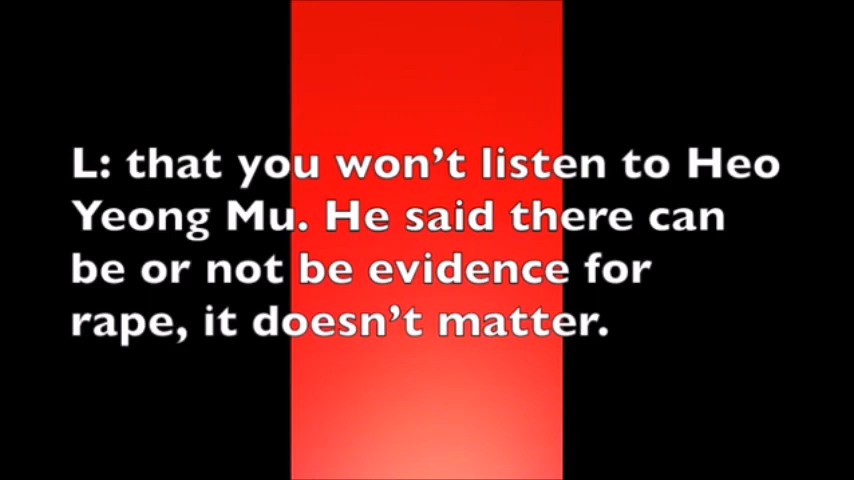 L: that you won't listen to Heo
Yeong Mu. He said there can
be or not be evidence for
rape, it doesn't matter.